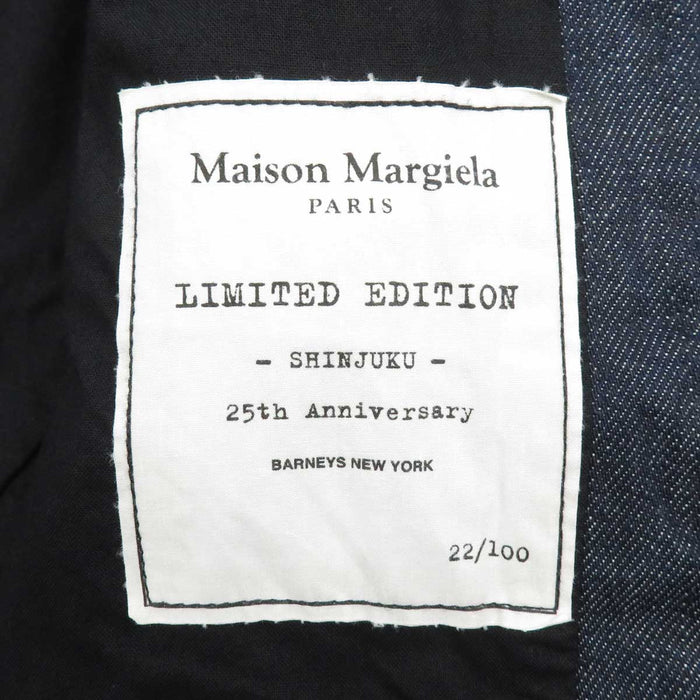 Maison Margiela
PARIS
LIMITED EDITION
- SHINJUKU -
25th Anniversary
BARNEYS NEW YORK
22/100